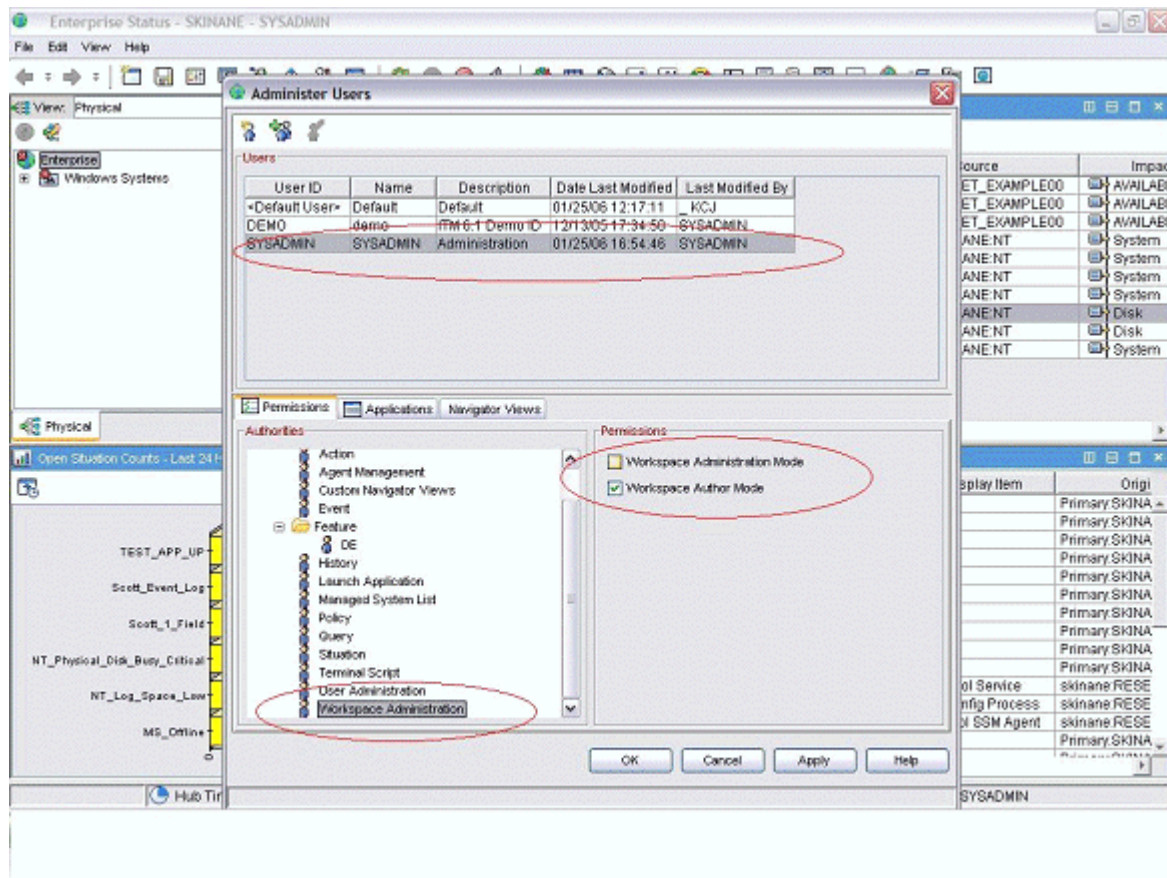 Enterprise Status - SKINANE - SYSADMIN
File Edit View Help
View: Physical
Enterprise
Windows Systems
Physical
Administer Users
Users
User ID Name Description Date Last Modified Last Modified By
<Default User> Default Default 01/25/06 12:17:11 _KCJ
DEMO demo ITM 6.1 Demo ID 12/13/05 17:34:50 SYSADMIN
SYSADMIN SYSADMIN Administration 01/25/06 16:54:46 SYSADMIN
Permissions Applications Navigator Views
Authorities
Action
Agent Management
Custom Navigator Views
Event
Feature
DE
History
Launch Application
Managed System List
Policy
Query
Situation
Terminal Script
User Administration
Workspace Administration
Permissions
Workspace Administration Mode
Workspace Author Mode
OK Cancel Apply Help
ource Impac
ET_EXAMPLE00 AVAILAB
ET_EXAMPLE00 AVAILAB
ET_EXAMPLE00 AVAILAB
ANE:NT System
ANE:NT System
ANE:NT System
ANE:NT System
ANE:NT Disk
ANE:NT Disk
ANE:NT System
Open Situation Counts - Last 24 H
TEST_APP_UP
Scott_Event_Log
Scott_1_Field
NT_Physical_Disk_Busy_Critical
NT_Log_Space_Low
MS_Offline
0
splay Item Origi
Primary:SKINA
Primary:SKINA
Primary:SKINA
Primary:SKINA
Primary:SKINA
Primary:SKINA
Primary:SKINA
Primary:SKINA
Primary:SKINA
Primary:SKINA
ol Service skinane:RESE
nfig Process skinane:RESE
ol SSM Agent skinane:RESE
Primary:SKINA
Hub Tir
SYSADMIN